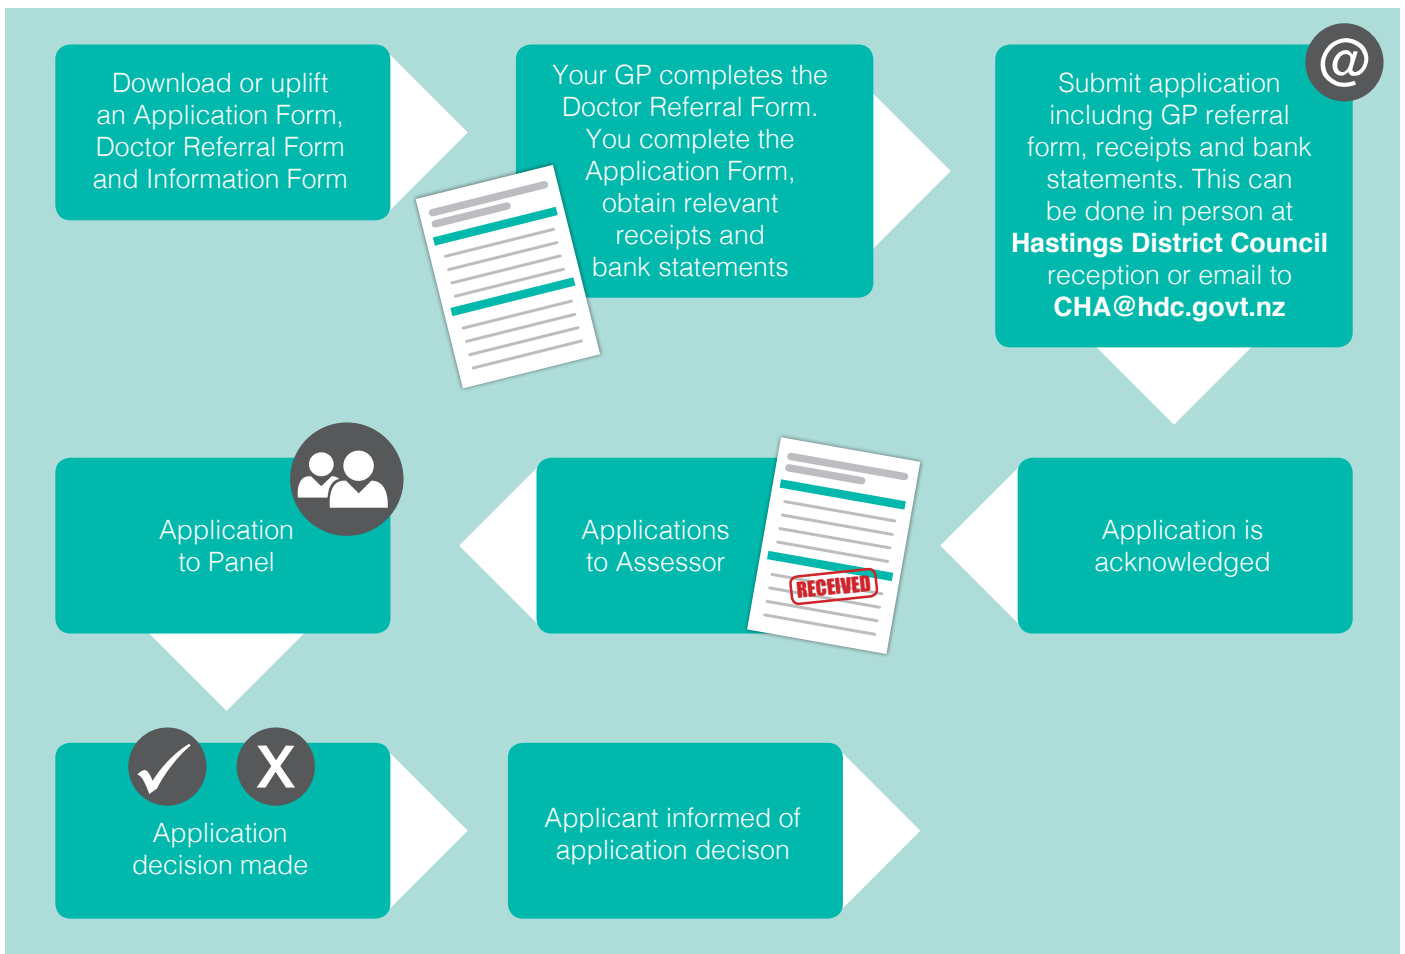 Download or uplift
an Application Form,
Doctor Referral Form
and Information Form
Your GP completes the
Doctor Referral Form.
You complete the
Application Form,
obtain relevant
receipts and
bank statements
@
Submit application
includng GP referral
form, receipts and bank
statements. This can
be done in person at
Hastings District Council
reception or email to
CHA@hdc.govt.nz
Application is
acknowledged
Applications
to Assessor
RECEIVED
Application
to Panel
X
Application
decision made
Applicant informed of
application decison